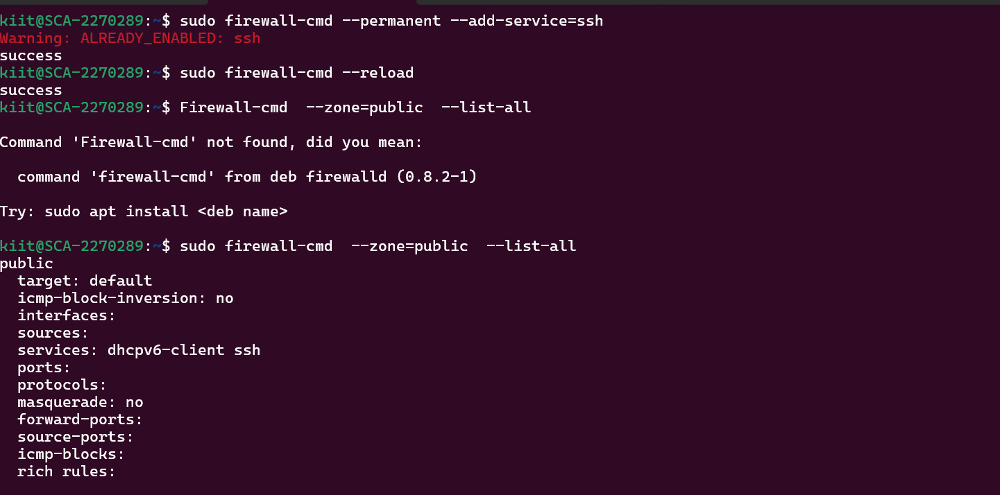 kiit@SCA-2270289:~$ sudo firewall-cmd --permanent --add-service=ssh
Warning: ALREADY_ENABLED: ssh
success
kiit@SCA-2270289:~$ sudo firewall-cmd --reload
success
kiit@SCA-2270289:~$ Firewall-cmd  --zone=public  --list-all
Command 'Firewall-cmd' not found, did you mean:
  command 'firewall-cmd' from deb firewalld (0.8.2-1)
Try: sudo apt install <deb name>
kiit@SCA-2270289:~$ sudo firewall-cmd  --zone=public  --list-all
public
  target: default
  icmp-block-inversion: no
  interfaces:
  sources:
  services: dhcpv6-client ssh
  ports:
  protocols:
  masquerade: no
  forward-ports:
  source-ports:
  icmp-blocks:
  rich rules: